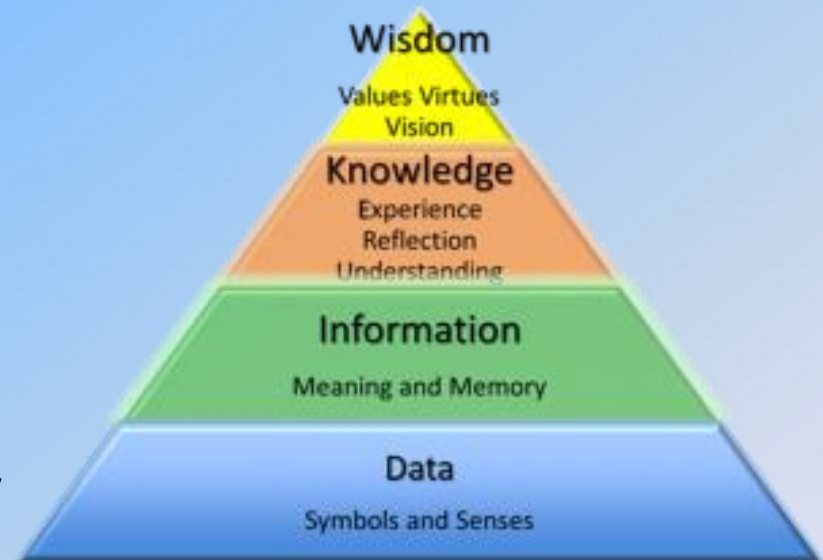 Wisdom
Values Virtues
Vision
Knowledge
Experience
Reflection
Understanding
Information
Meaning and Memory
Data
Symbols and Senses